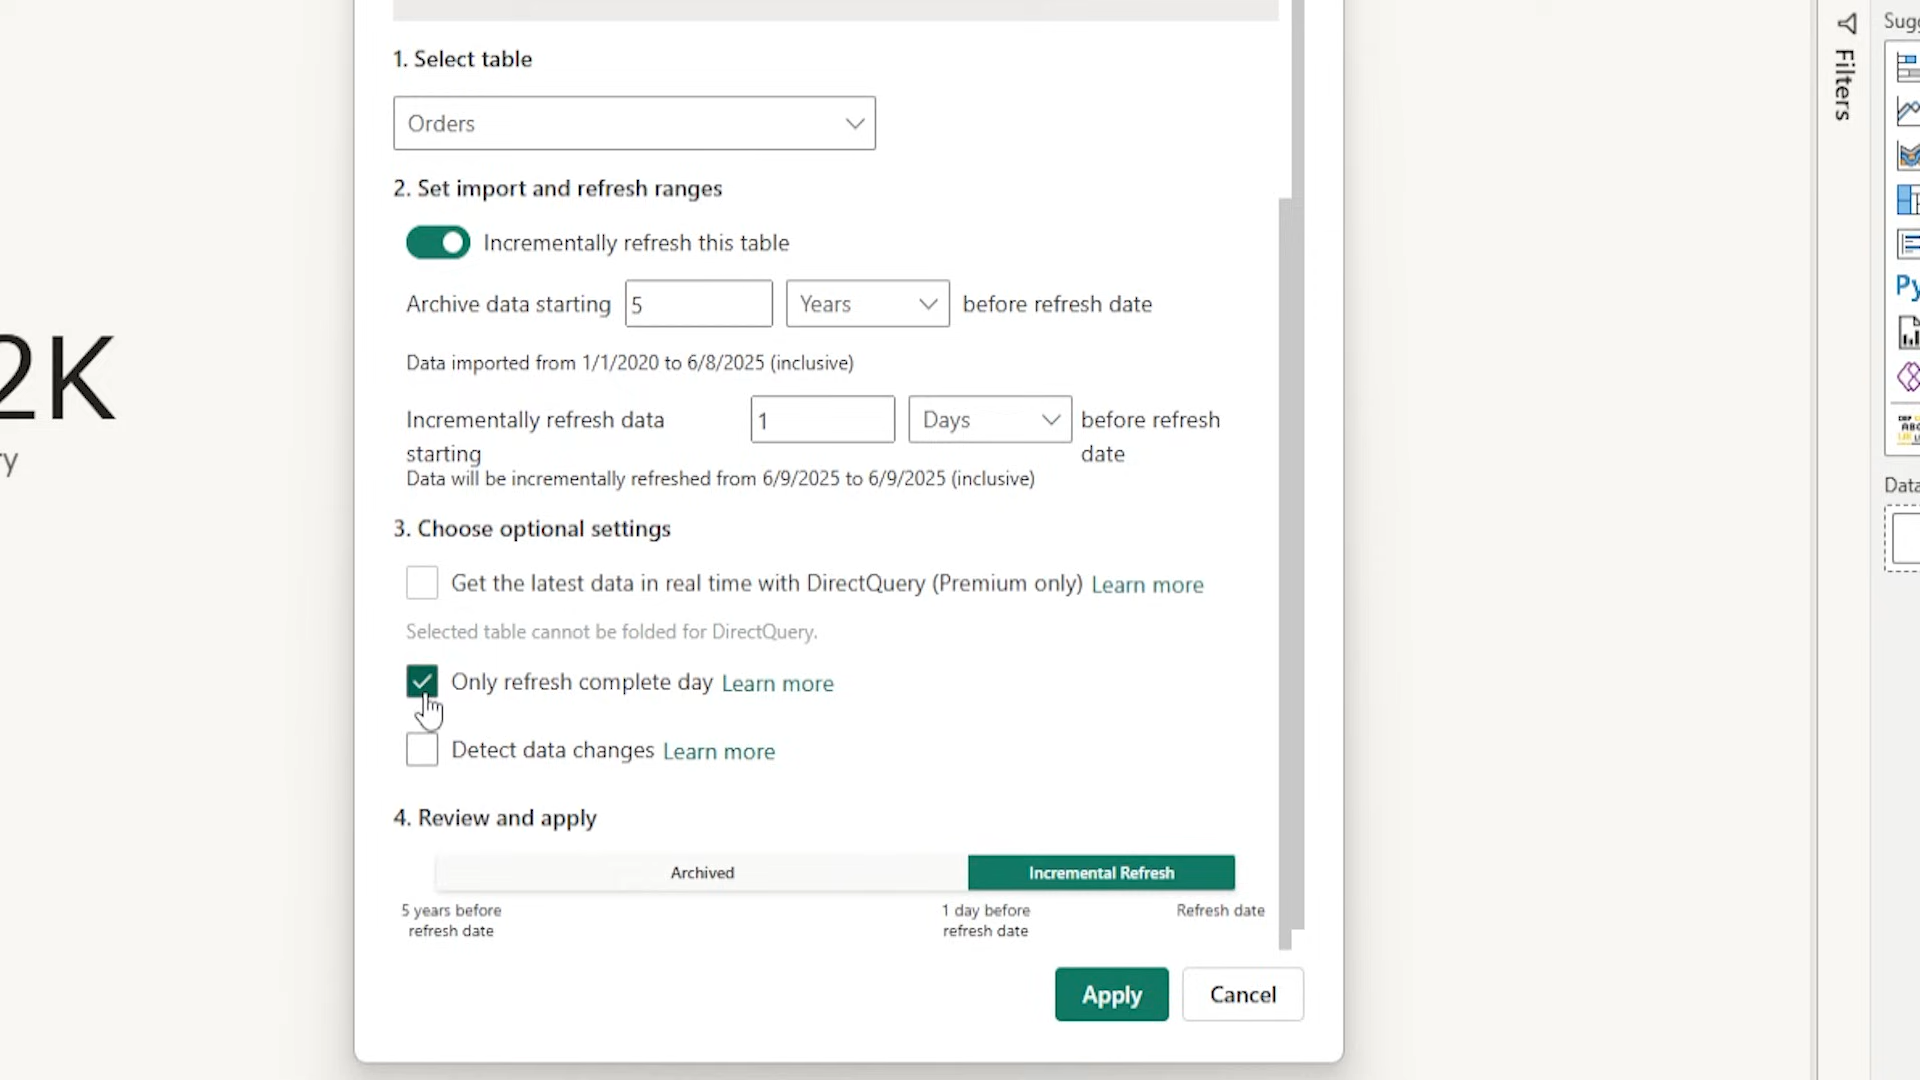 1. Select table
Orders
2. Set import and refresh ranges
Incrementally refresh this table
Archive data starting 5 Years before refresh date
Data imported from 1/1/2020 to 6/8/2025 (inclusive)
Incrementally refresh data 1 Days before refresh
starting date
Data will be incrementally refreshed from 6/9/2025 to 6/9/2025 (inclusive)
3. Choose optional settings
Get the latest data in real time with DirectQuery (Premium only) Learn more
Selected table cannot be folded for DirectQuery.
Only refresh complete day Learn more
Detect data changes Learn more
4. Review and apply
Archived Incremental Refresh
5 years before 1 day before Refresh date
refresh date refresh date
Apply Cancel
2K
Filters
Py
Data